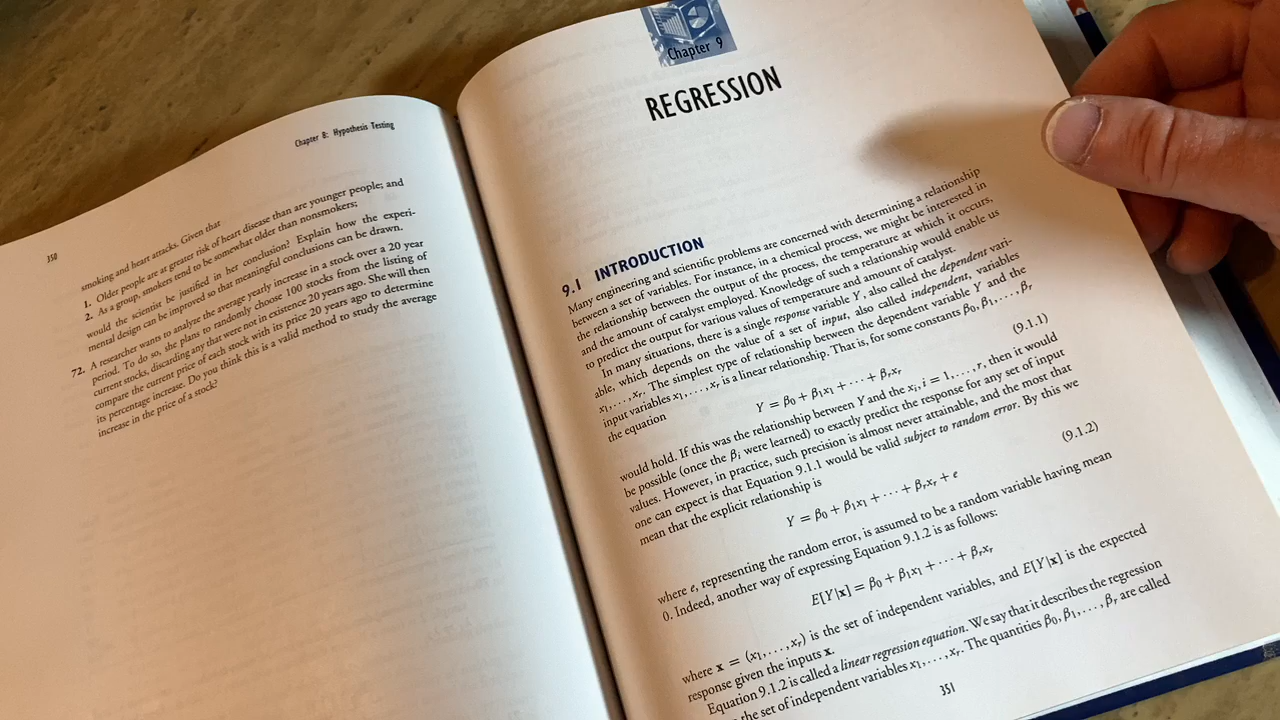 350
Chapter 8: Hypothesis Testing
smoking and heart attacks. Given that
1. Older people are at greater risk of heart disease than are younger people; and
2. As a group, smokers tend to be somewhat older than nonsmokers;
would the scientist be justified in her conclusion? Explain how the experi-
mental design can be improved so that meaningful conclusions can be drawn.
72. A researcher wants to analyze the average yearly increase in a stock over a 20 year
period. To do so, she plans to randomly choose 100 stocks from the listing of
current stocks, discarding any that were not in existence 20 years ago. She will then
compare the current price of each stock with its price 20 years ago to determine
its percentage increase. Do you think this is a valid method to study the average
increase in the price of a stock?
Chapter 9
REGRESSION
9.1 INTRODUCTION
Many engineering and scientific problems are concerned with determining a relationship
between a set of variables. For instance, in a chemical process, we might be interested in
the relationship between the output of the process, the temperature at which it occurs,
and the amount of catalyst employed. Knowledge of such a relationship would enable us
to predict the output for various values of temperature and amount of catalyst.
In many situations, there is a single response variable Y, also called the dependent vari-
able, which depends on the value of a set of input, also called independent, variables
x₁, . . . , xᵣ. The simplest type of relationship between the dependent variable Y and the
input variables x₁, . . . , xᵣ is a linear relationship. That is, for some constants β₀, β₁, . . . , βᵣ
the equation
Y = β₀ + β₁x₁ + ··· + βᵣxᵣ (9.1.1)
would hold. If this was the relationship between Y and the xᵢ, i = 1, . . . , r, then it would
be possible (once the βᵢ were learned) to exactly predict the response for any set of input
values. However, in practice, such precision is almost never attainable, and the most that
one can expect is that Equation 9.1.1 would be valid subject to random error. By this we
mean that the explicit relationship is
Y = β₀ + β₁x₁ + ··· + βᵣxᵣ + e (9.1.2)
where e, representing the random error, is assumed to be a random variable having mean
0. Indeed, another way of expressing Equation 9.1.2 is as follows:
E[Y|x] = β₀ + β₁x₁ + ··· + βᵣxᵣ
where x = (x₁, . . . , xᵣ) is the set of independent variables, and E[Y|x] is the expected
response given the inputs x.
Equation 9.1.2 is called a linear regression equation. We say that it describes the regression
the set of independent variables x₁, . . . , xᵣ. The quantities β₀, β₁, . . . , βᵣ are called
351